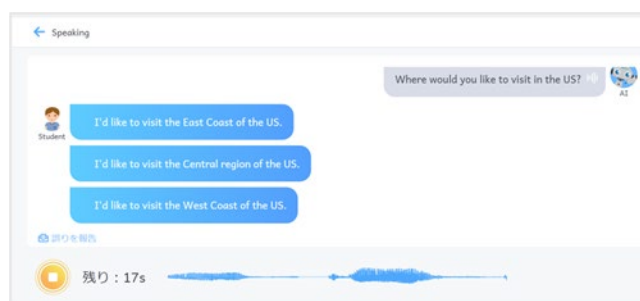 Speaking
Where would you like to visit in the US?
AI
I'd like to visit the East Coast of the US.
Student
I'd like to visit the Central region of the US.
I'd like to visit the West Coast of the US.
誤りを報告
残り：17s